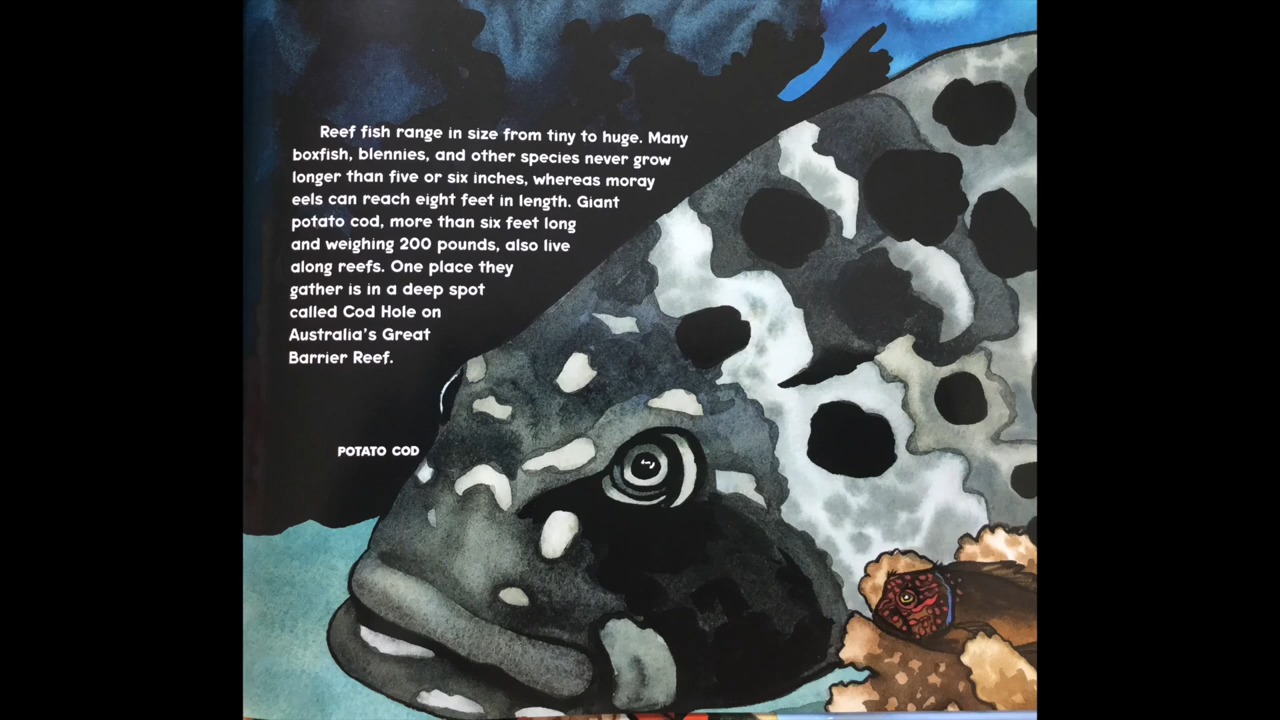 Reef fish range in size from tiny to huge. Many
boxfish, blennies, and other species never grow
longer than five or six inches, whereas moray
eels can reach eight feet in length. Giant
potato cod, more than six feet long
and weighing 200 pounds, also live
along reefs. One place they
gather is in a deep spot
called Cod Hole on
Australia's Great
Barrier Reef.
POTATO COD